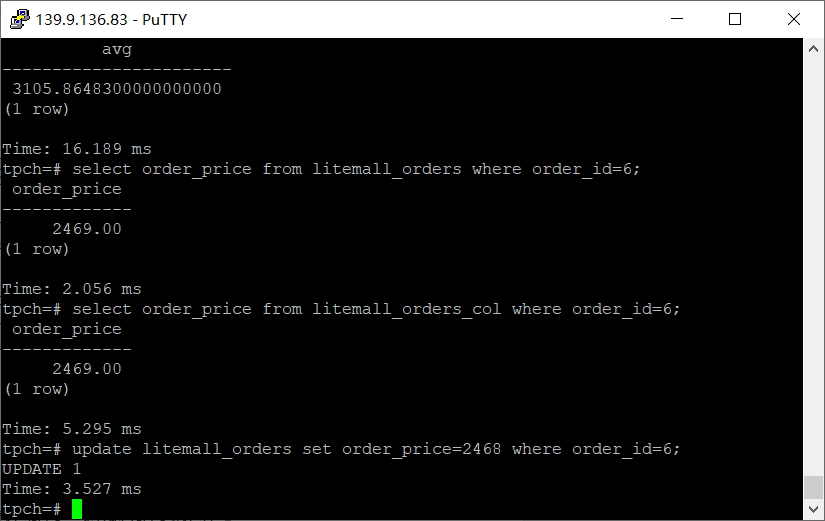 139.9.136.83 - PuTTY
avg
-----------------------
3105.8648300000000000
(1 row)
Time: 16.189 ms
tpch=# select order_price from litemall_orders where order_id=6;
order_price
-------------
2469.00
(1 row)
Time: 2.056 ms
tpch=# select order_price from litemall_orders_col where order_id=6;
order_price
-------------
2469.00
(1 row)
Time: 5.295 ms
tpch=# update litemall_orders set order_price=2468 where order_id=6;
UPDATE 1
Time: 3.527 ms
tpch=#